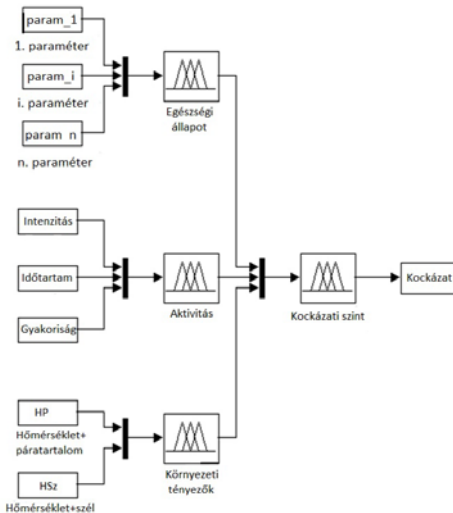 param_1
1. paraméter
param_i
i. paraméter
param n
n. paraméter
Egészségi
állapot
Intenzitás
Időtartam
Gyakoriság
Aktivitás
Kockázati szint
Kockázat
HP
Hőmérséklet+
páratartalom
HSz
Hőmérséklet+szél
Környezeti
tényezők